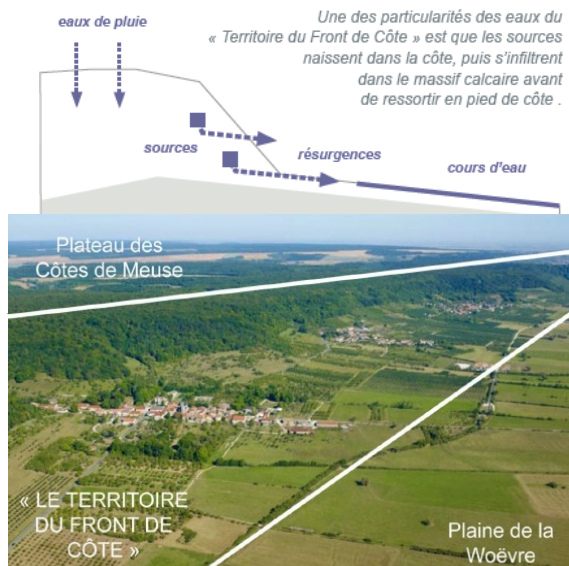 eaux de pluie
Une des particularités des eaux du
« Territoire du Front de Côte » est que les sources
naissent dans la côte, puis s’infiltrent
dans le massif calcaire avant
de ressortir en pied de côte .
sources
résurgences
cours d’eau
Plateau des
Côtes de Meuse
« LE TERRITOIRE
DU FRONT DE
CÔTE »
Plaine de la
Woëvre